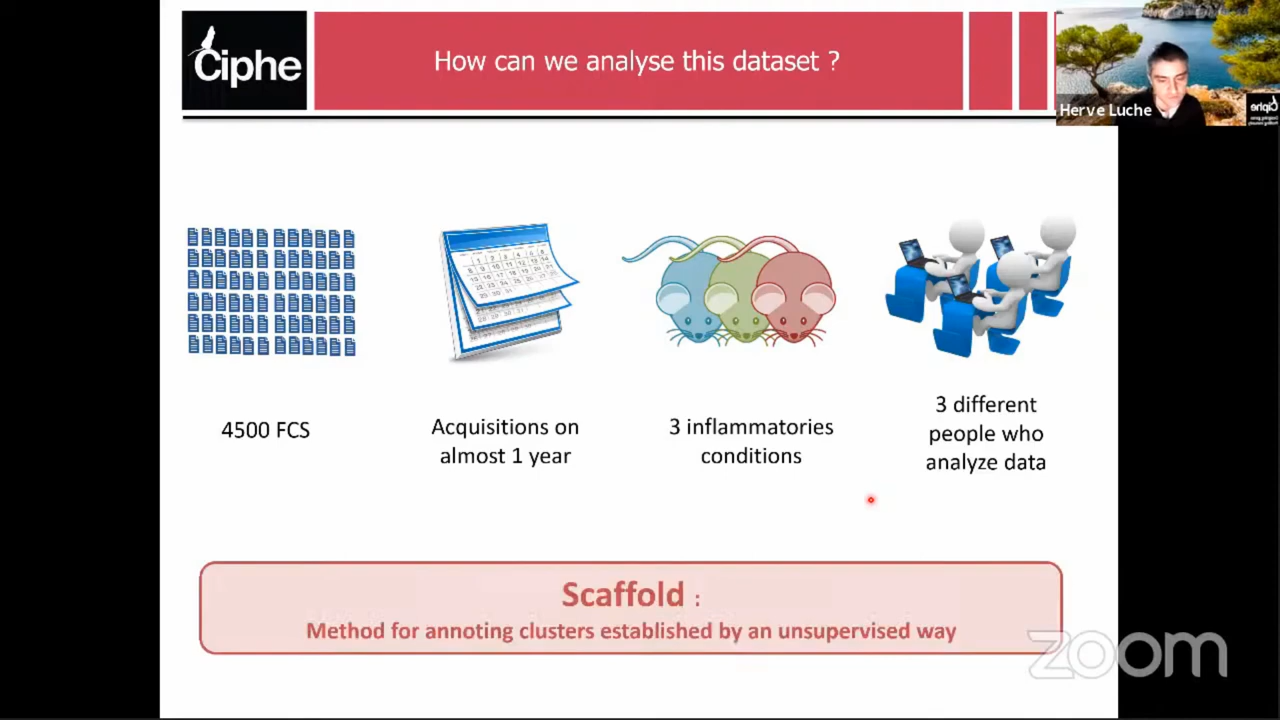 Ciphe
How can we analyse this dataset ?
Herve Luche
4500 FCS
Acquisitions on
almost 1 year
3 inflammatories
conditions
3 different
people who
analyze data
Scaffold :
Method for annoting clusters established by an unsupervised way
zoom